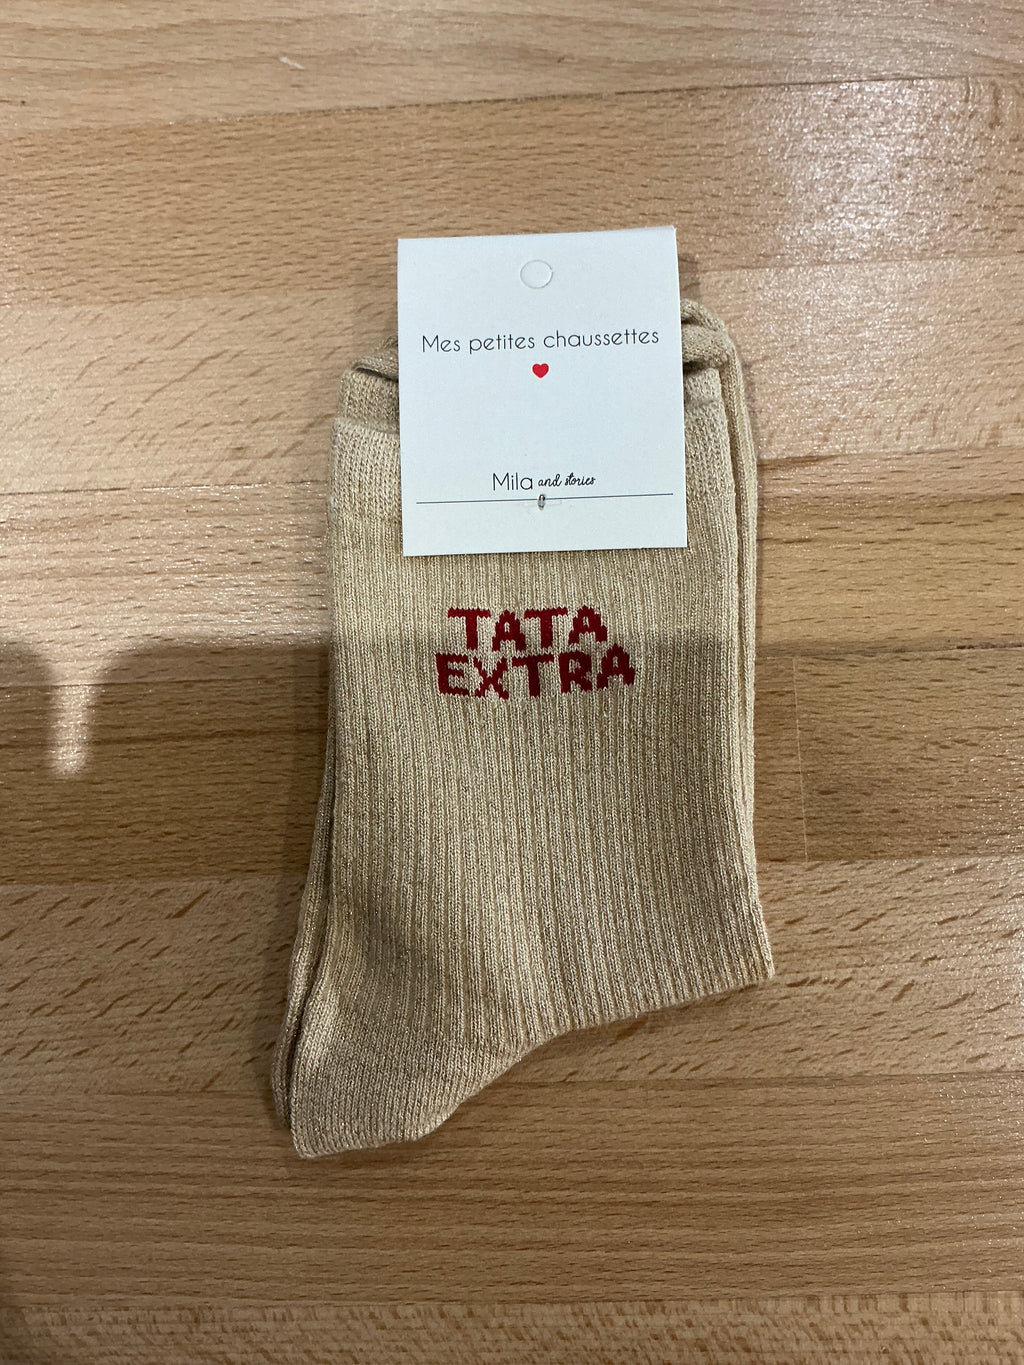 Mes petites chaussettes
Mila and stories
TATA
EXTRA